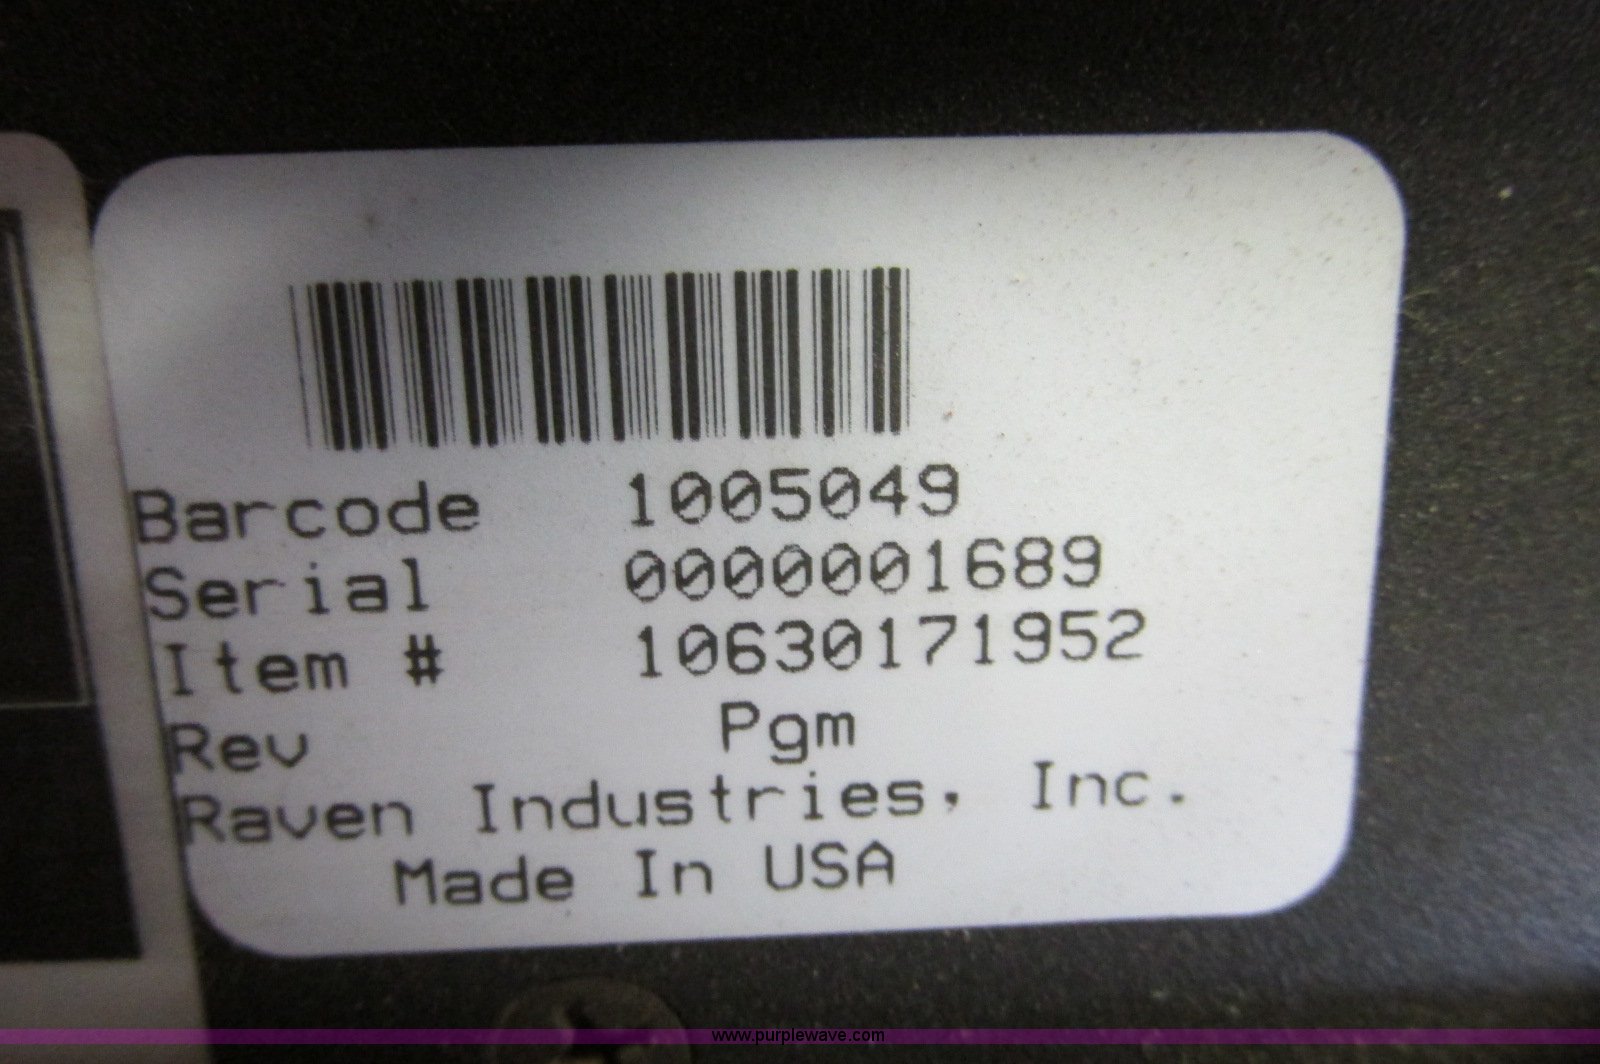 Barcode 1005049
Serial 0000001689
Item # 10630171952
Rev Pgm
Raven Industries, Inc.
Made In USA
www.purplewave.com